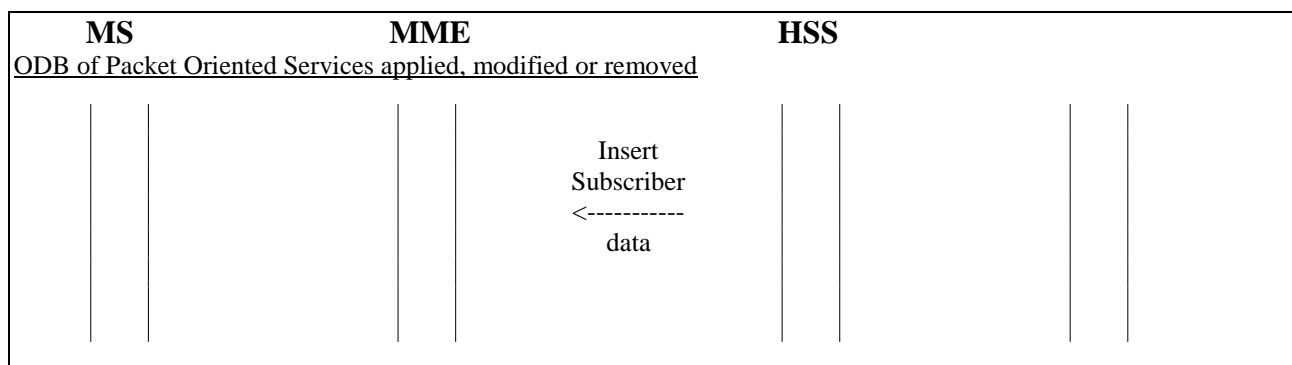 MS MME HSS
ODB of Packet Oriented Services applied, modified or removed
Insert
Subscriber
<-----------
data